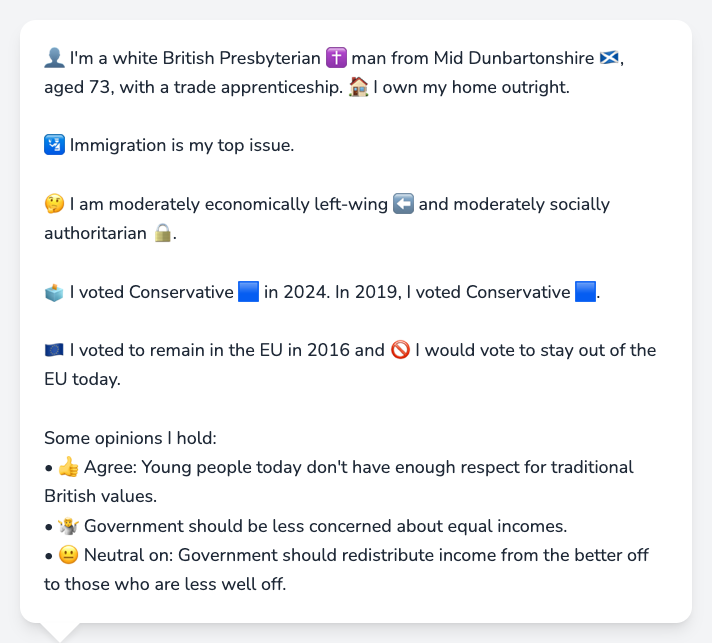 👤 I'm a white British Presbyterian ✝️ man from Mid Dunbartonshire 🏴󠁧󠁢󠁳󠁣󠁴󠁿,
aged 73, with a trade apprenticeship. 🏠 I own my home outright.
🛂 Immigration is my top issue.
🤔 I am moderately economically left-wing ⬅️ and moderately socially
authoritarian 🔒.
🗳️ I voted Conservative 🟦 in 2024. In 2019, I voted Conservative 🟦.
🇪🇺 I voted to remain in the EU in 2016 and 🚫 I would vote to stay out of the
EU today.
Some opinions I hold:
• 👍 Agree: Young people today don't have enough respect for traditional
British values.
• 🤷 Government should be less concerned about equal incomes.
• 😐 Neutral on: Government should redistribute income from the better off
to those who are less well off.